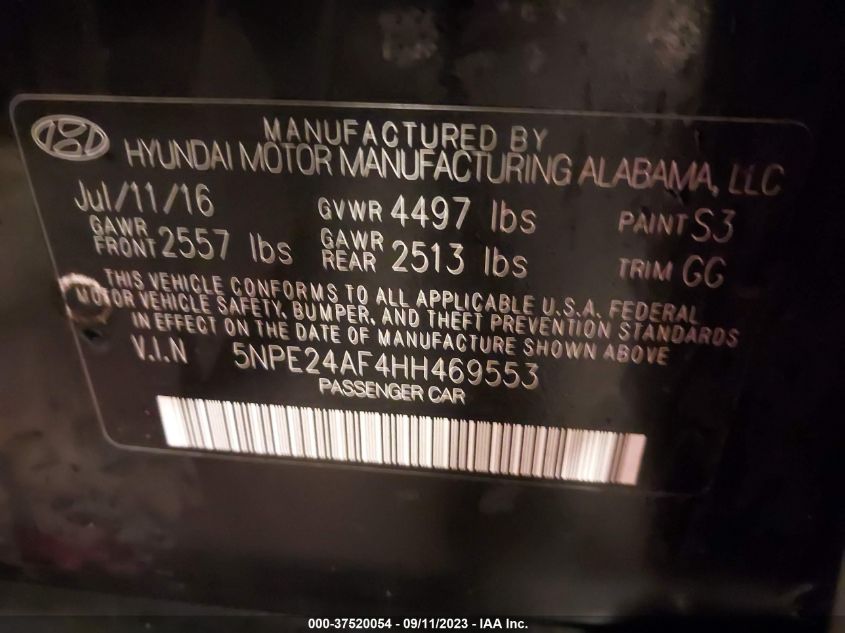 MANUFACTURED BY
HYUNDAI MOTOR MANUFACTURING ALABAMA, LLC
Jul/11/16 GVWR 4497 lbs PAINT S3
GAWR FRONT 2557 lbs GAWR REAR 2513 lbs TRIM GG
THIS VEHICLE CONFORMS TO ALL APPLICABLE U.S.A. FEDERAL
MOTOR VEHICLE SAFETY, BUMPER, AND THEFT PREVENTION STANDARDS
IN EFFECT ON THE DATE OF MANUFACTURE SHOWN ABOVE
V.I.N 5NPE24AF4HH469553
PASSENGER CAR
000-37520054 - 09/11/2023 - IAA Inc.